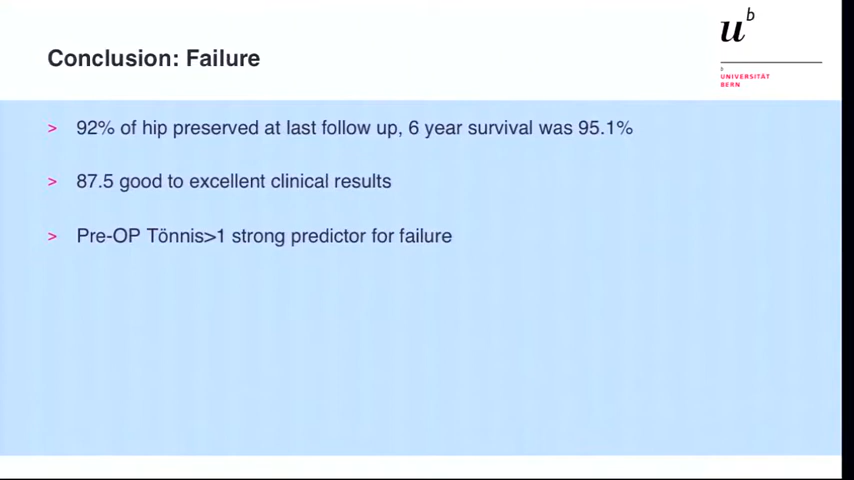 Conclusion: Failure
u^b
UNIVERSITÄT
BERN
> 92% of hip preserved at last follow up, 6 year survival was 95.1%
> 87.5 good to excellent clinical results
> Pre-OP Tönnis>1 strong predictor for failure